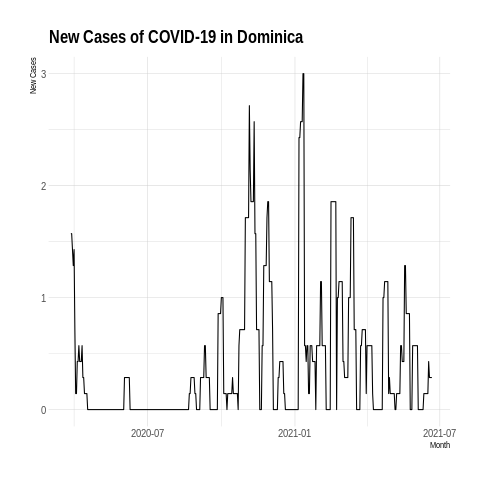 New Cases of COVID-19 in Dominica
New Cases
3
2
1
0
2020-07
2021-01
2021-07
Month